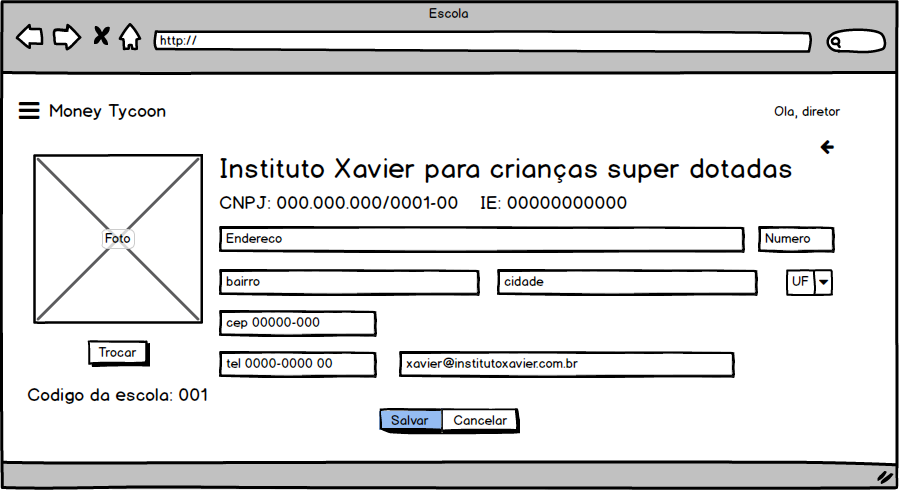 Escola
http://
Money Tycoon
Ola, diretor
Foto
Trocar
Codigo da escola: 001
Instituto Xavier para crianças super dotadas
CNPJ: 000.000.000/0001-00 IE: 00000000000
Endereco Numero
bairro cidade UF
cep 00000-000
tel 0000-0000 00 xavier@institutoxavier.com.br
Salvar Cancelar